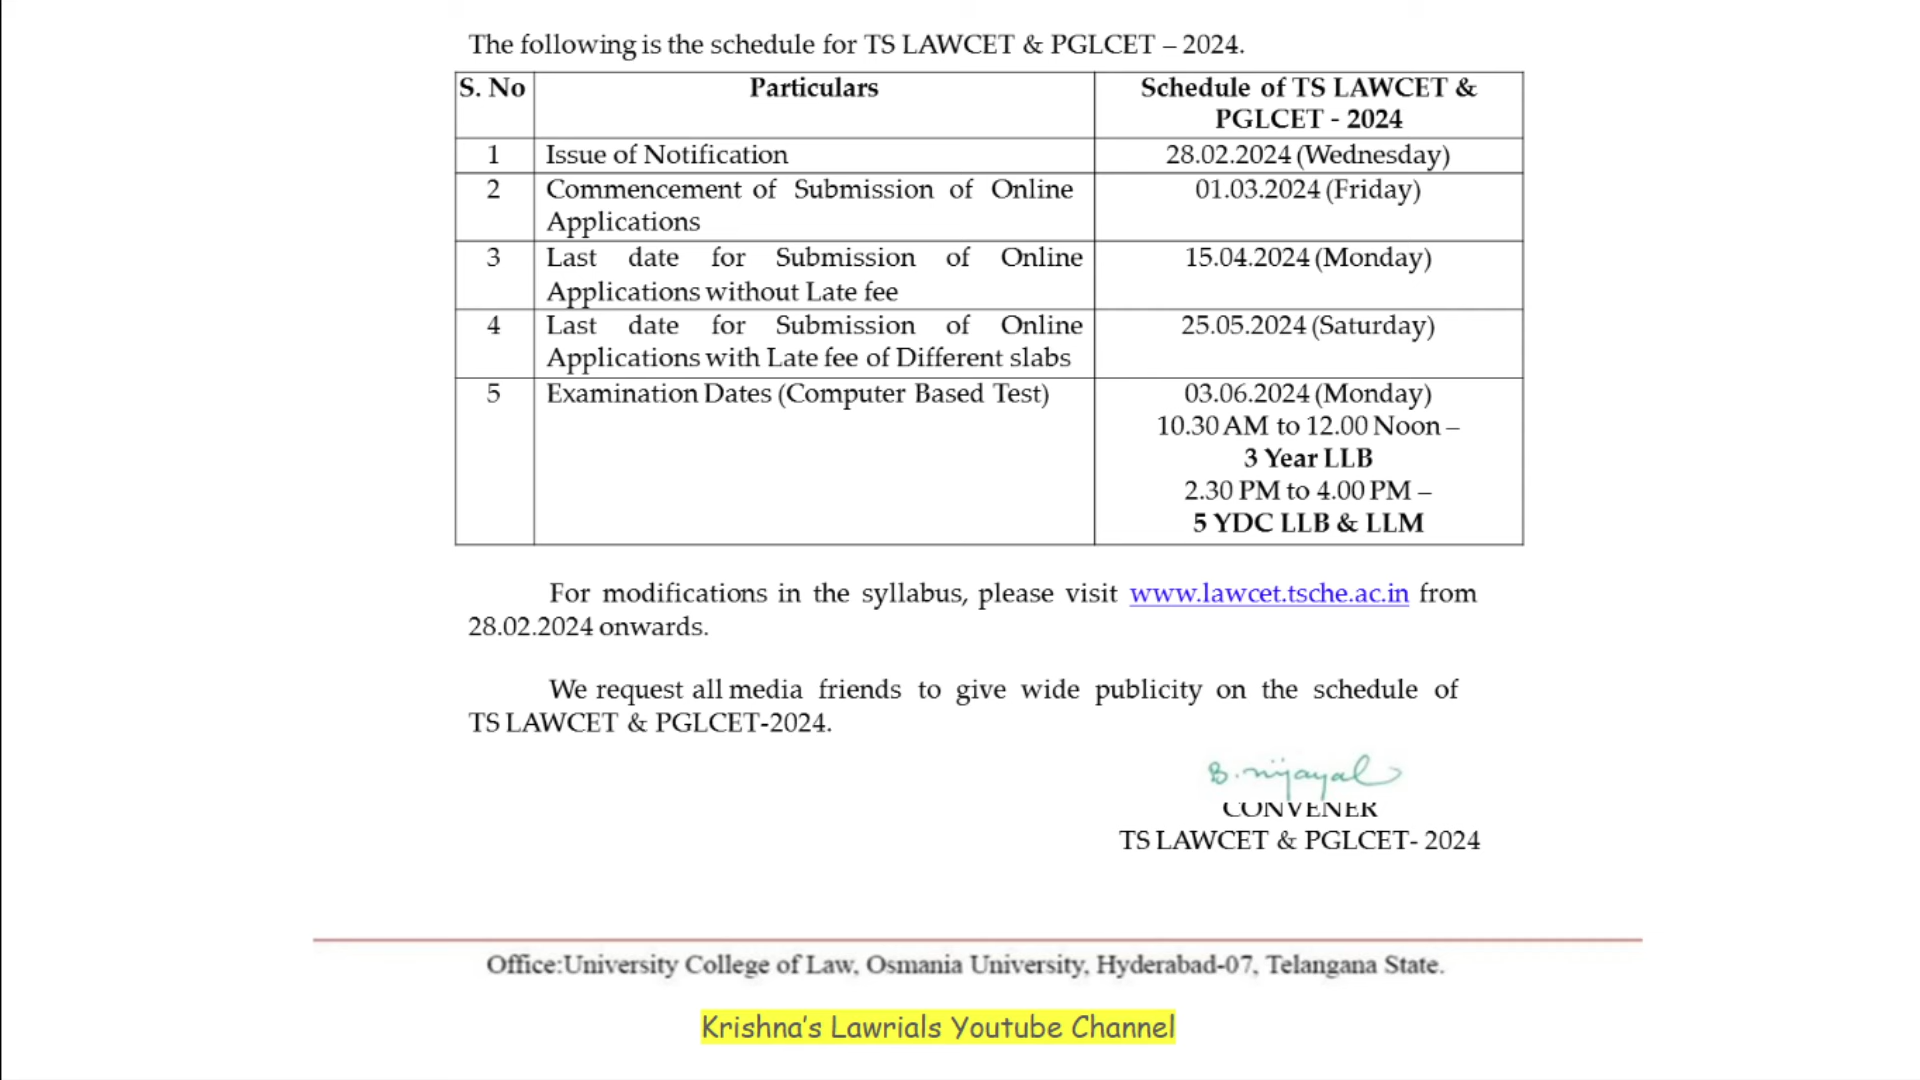 The following is the schedule for TS LAWCET & PGLCET – 2024.
S. No Particulars Schedule of TS LAWCET &
PGLCET - 2024
1 Issue of Notification 28.02.2024 (Wednesday)
2 Commencement of Submission of Online 01.03.2024 (Friday)
Applications
3 Last date for Submission of Online 15.04.2024 (Monday)
Applications without Late fee
4 Last date for Submission of Online 25.05.2024 (Saturday)
Applications with Late fee of Different slabs
5 Examination Dates (Computer Based Test) 03.06.2024 (Monday)
10.30 AM to 12.00 Noon –
3 Year LLB
2.30 PM to 4.00 PM –
5 YDC LLB & LLM
For modifications in the syllabus, please visit www.lawcet.tsche.ac.in from
28.02.2024 onwards.
We request all media friends to give wide publicity on the schedule of
TS LAWCET & PGLCET-2024.
CONVENER
TS LAWCET & PGLCET- 2024
Office:University College of Law, Osmania University, Hyderabad-07, Telangana State.
Krishna's Lawrials Youtube Channel